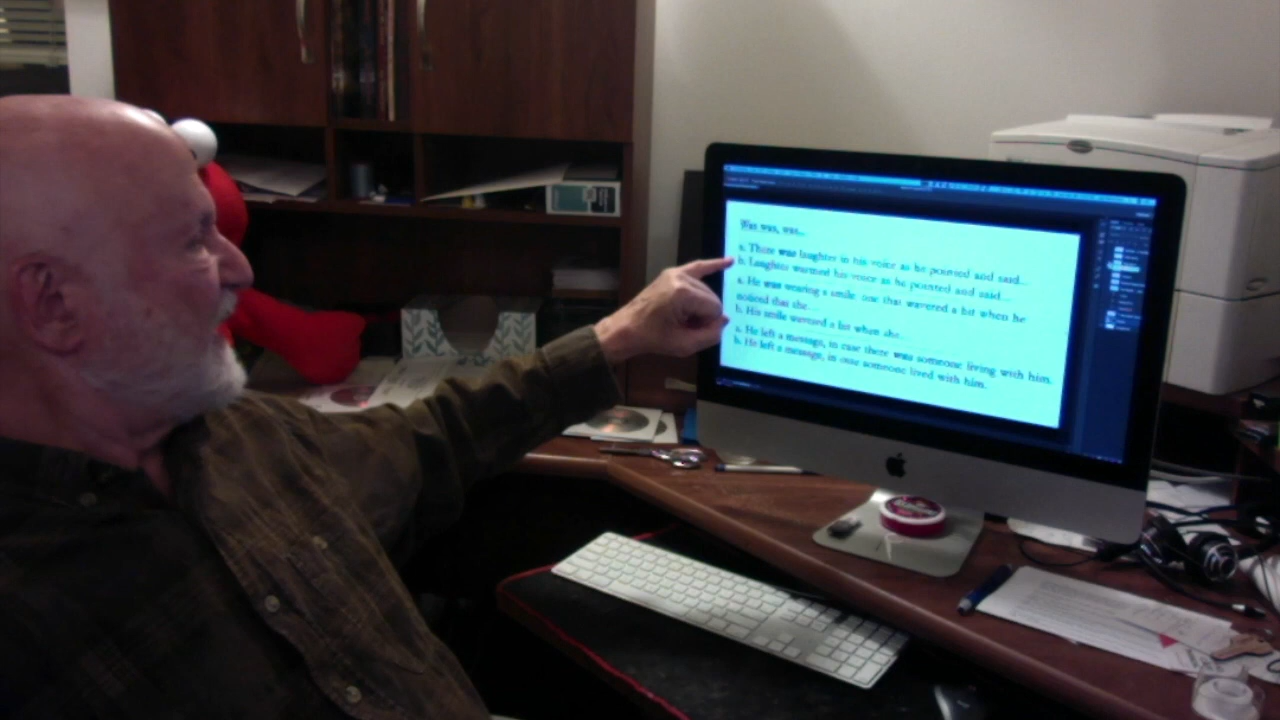 Was was, was...
a. There was laughter in his voice as he pointed and said...
b. Laughter warmed his voice as he pointed and said...
a. He was wearing a smile that wavered a bit when he
noticed that she...
b. His smile wavered a bit when she...
a. He left a message, in case there was someone living with him.
b. He left a message, in case someone lived with him.